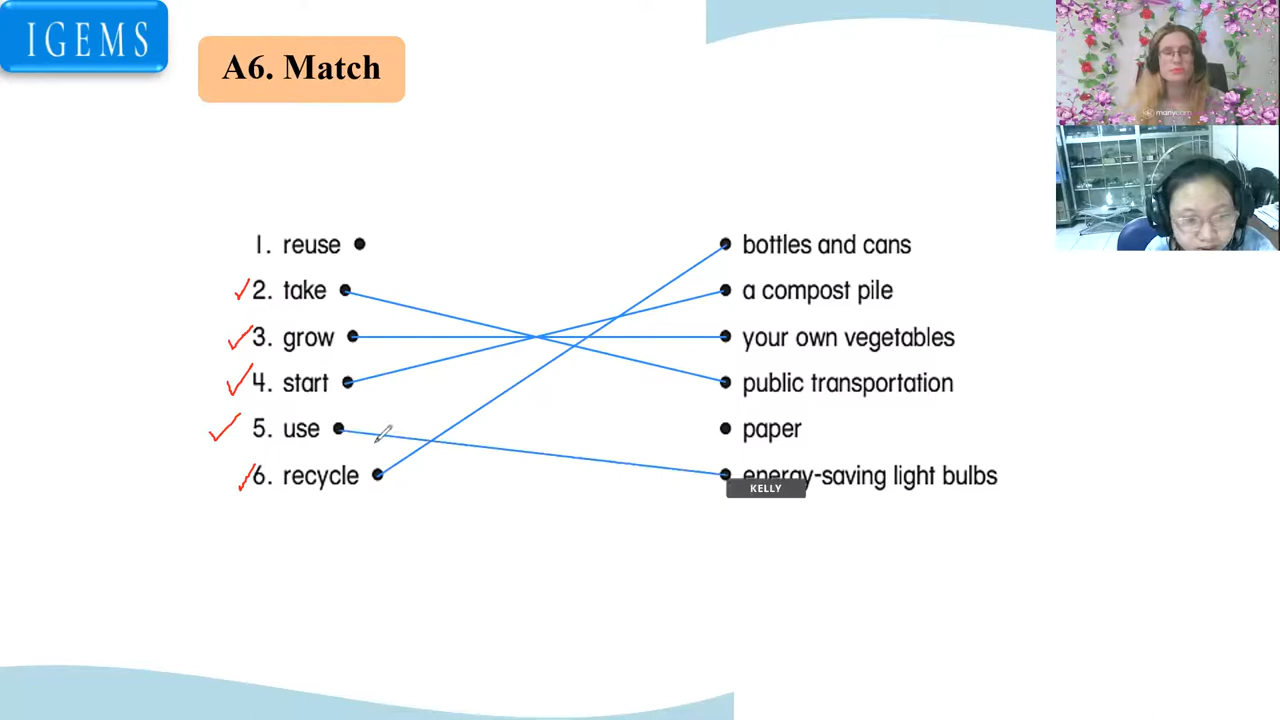 IGEMS
A6. Match
manycam
1. reuse
2. take
3. grow
4. start
5. use
6. recycle
bottles and cans
a compost pile
your own vegetables
public transportation
paper
energy-saving light bulbs
KELLY